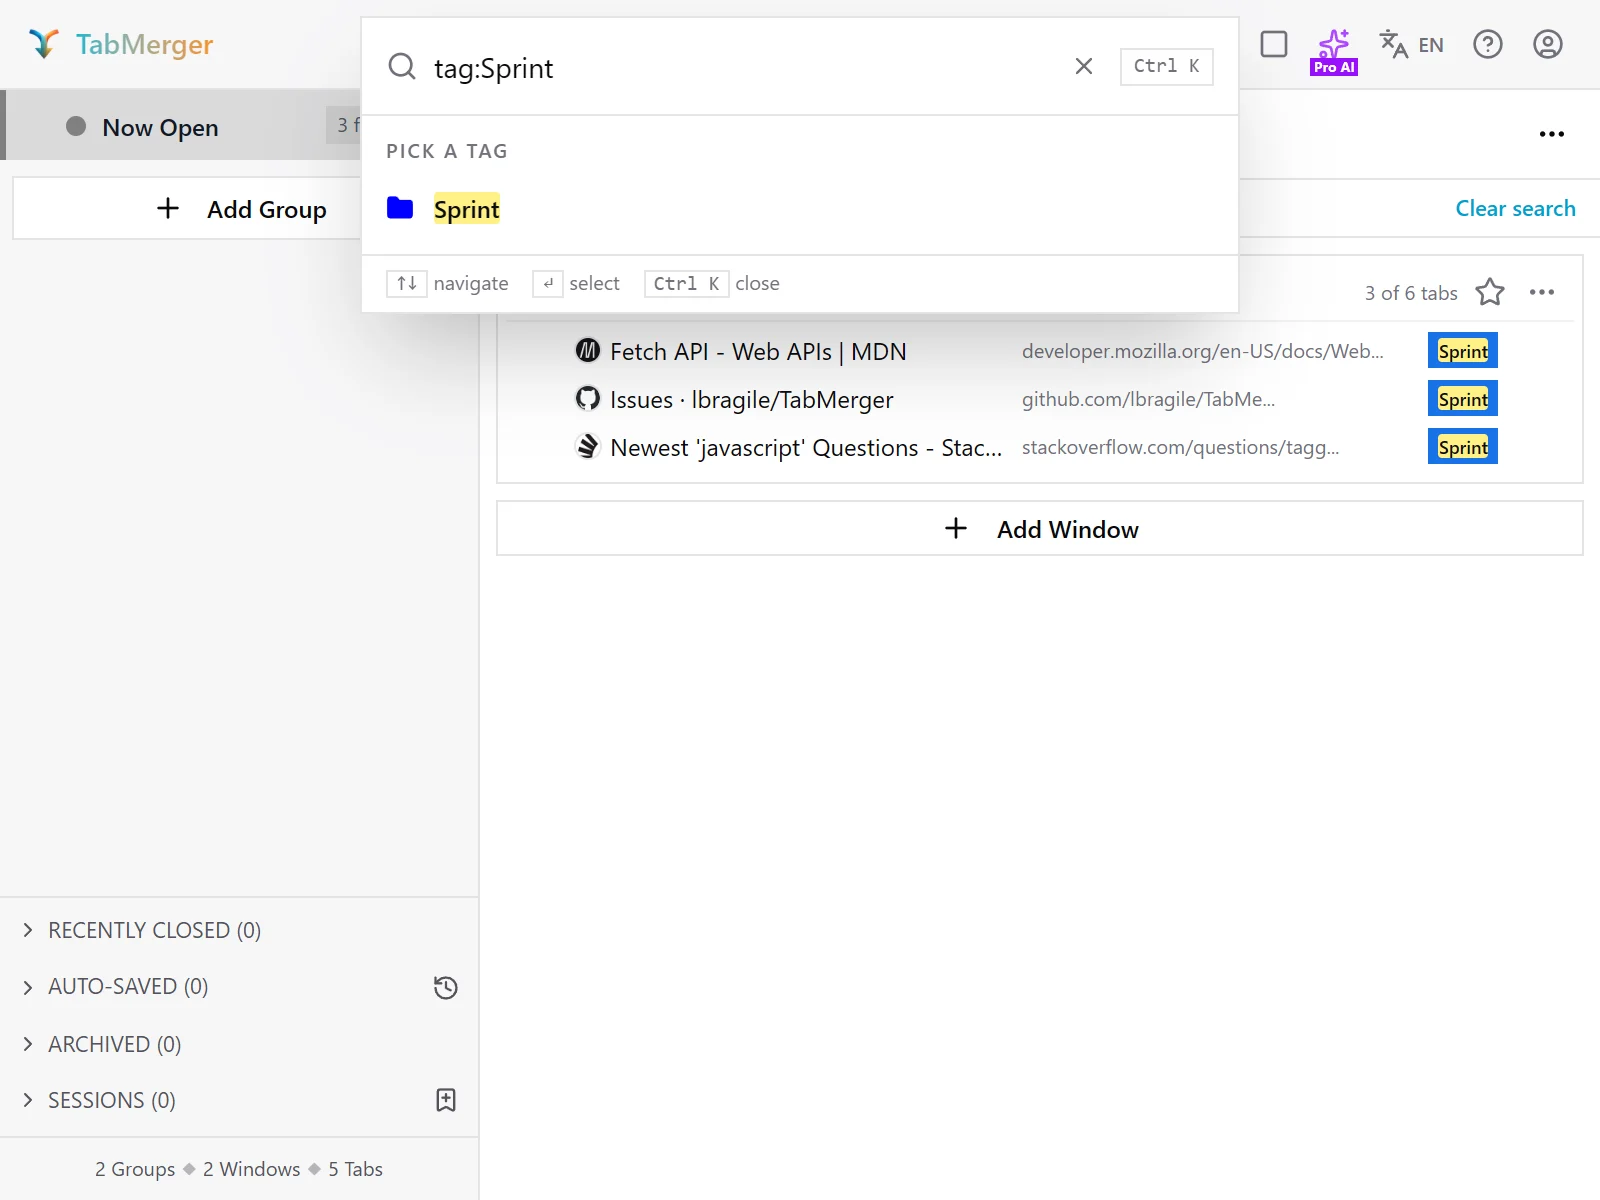 TabMerger
tag:Sprint
Ctrl K
Pro AI
EN
Now Open
3 f
PICK A TAG
Sprint
Add Group
Clear search
↑↓ navigate
↵ select
Ctrl K close
3 of 6 tabs
Fetch API - Web APIs | MDN developer.mozilla.org/en-US/docs/Web... Sprint
Issues · lbragile/TabMerger github.com/lbragile/TabMe... Sprint
Newest 'javascript' Questions - Stac... stackoverflow.com/questions/tagg... Sprint
Add Window
RECENTLY CLOSED (0)
AUTO-SAVED (0)
ARCHIVED (0)
SESSIONS (0)
2 Groups ◆ 2 Windows ◆ 5 Tabs